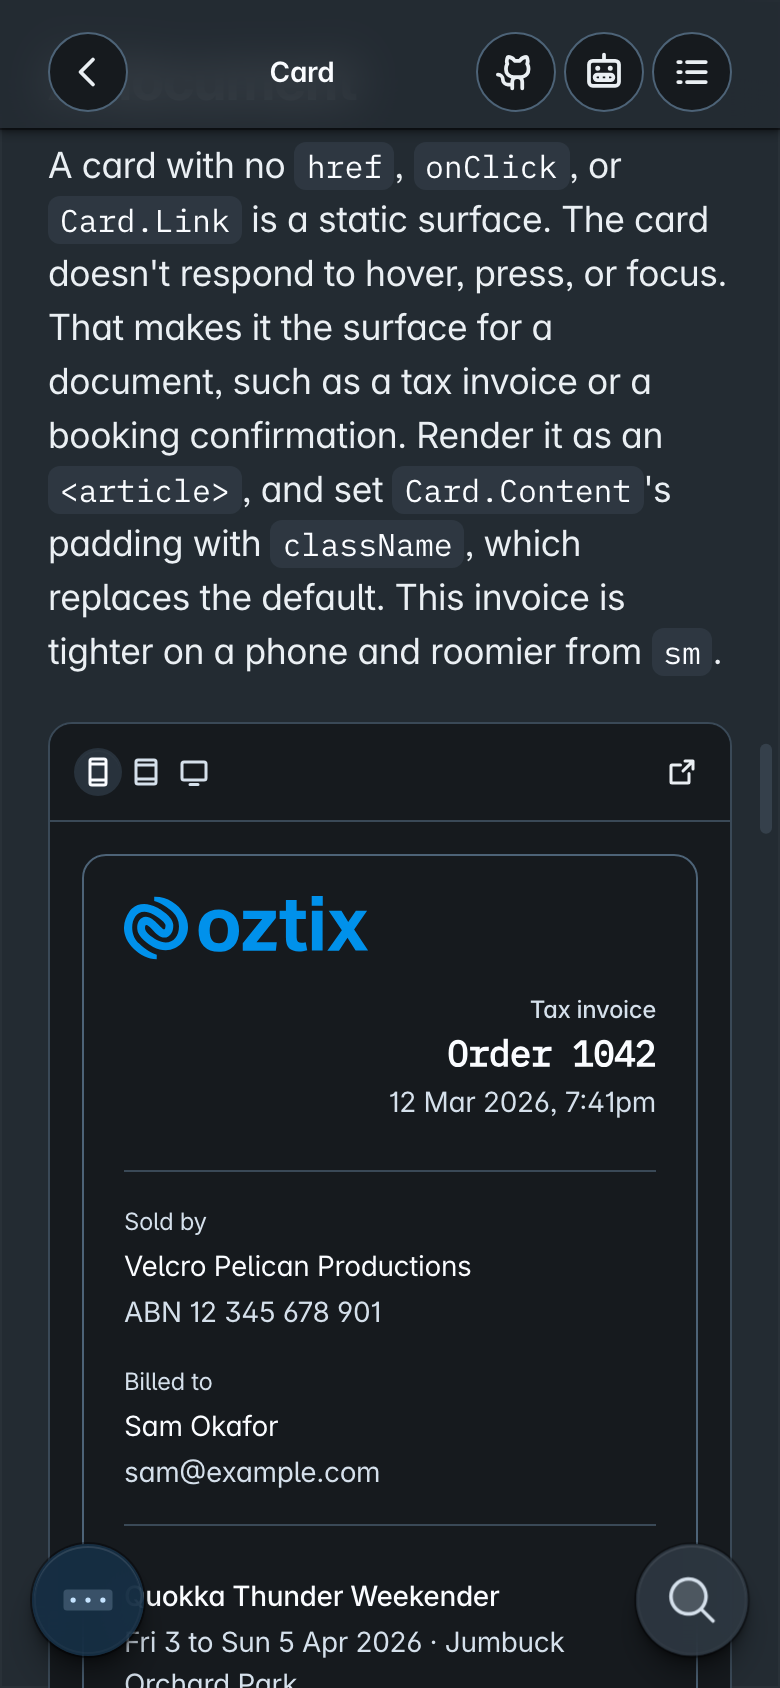 Card
A card with no href, onClick, or
Card.Link is a static surface. The card
doesn't respond to hover, press, or focus.
That makes it the surface for a
document, such as a tax invoice or a
booking confirmation. Render it as an
<article>, and set Card.Content's
padding with className, which
replaces the default. This invoice is
tighter on a phone and roomier from sm.
oztix
Tax invoice
Order 1042
12 Mar 2026, 7:41pm
Sold by
Velcro Pelican Productions
ABN 12 345 678 901
Billed to
Sam Okafor
sam@example.com
Quokka Thunder Weekender
Fri 3 to Sun 5 Apr 2026 · Jumbuck
Orchard Park